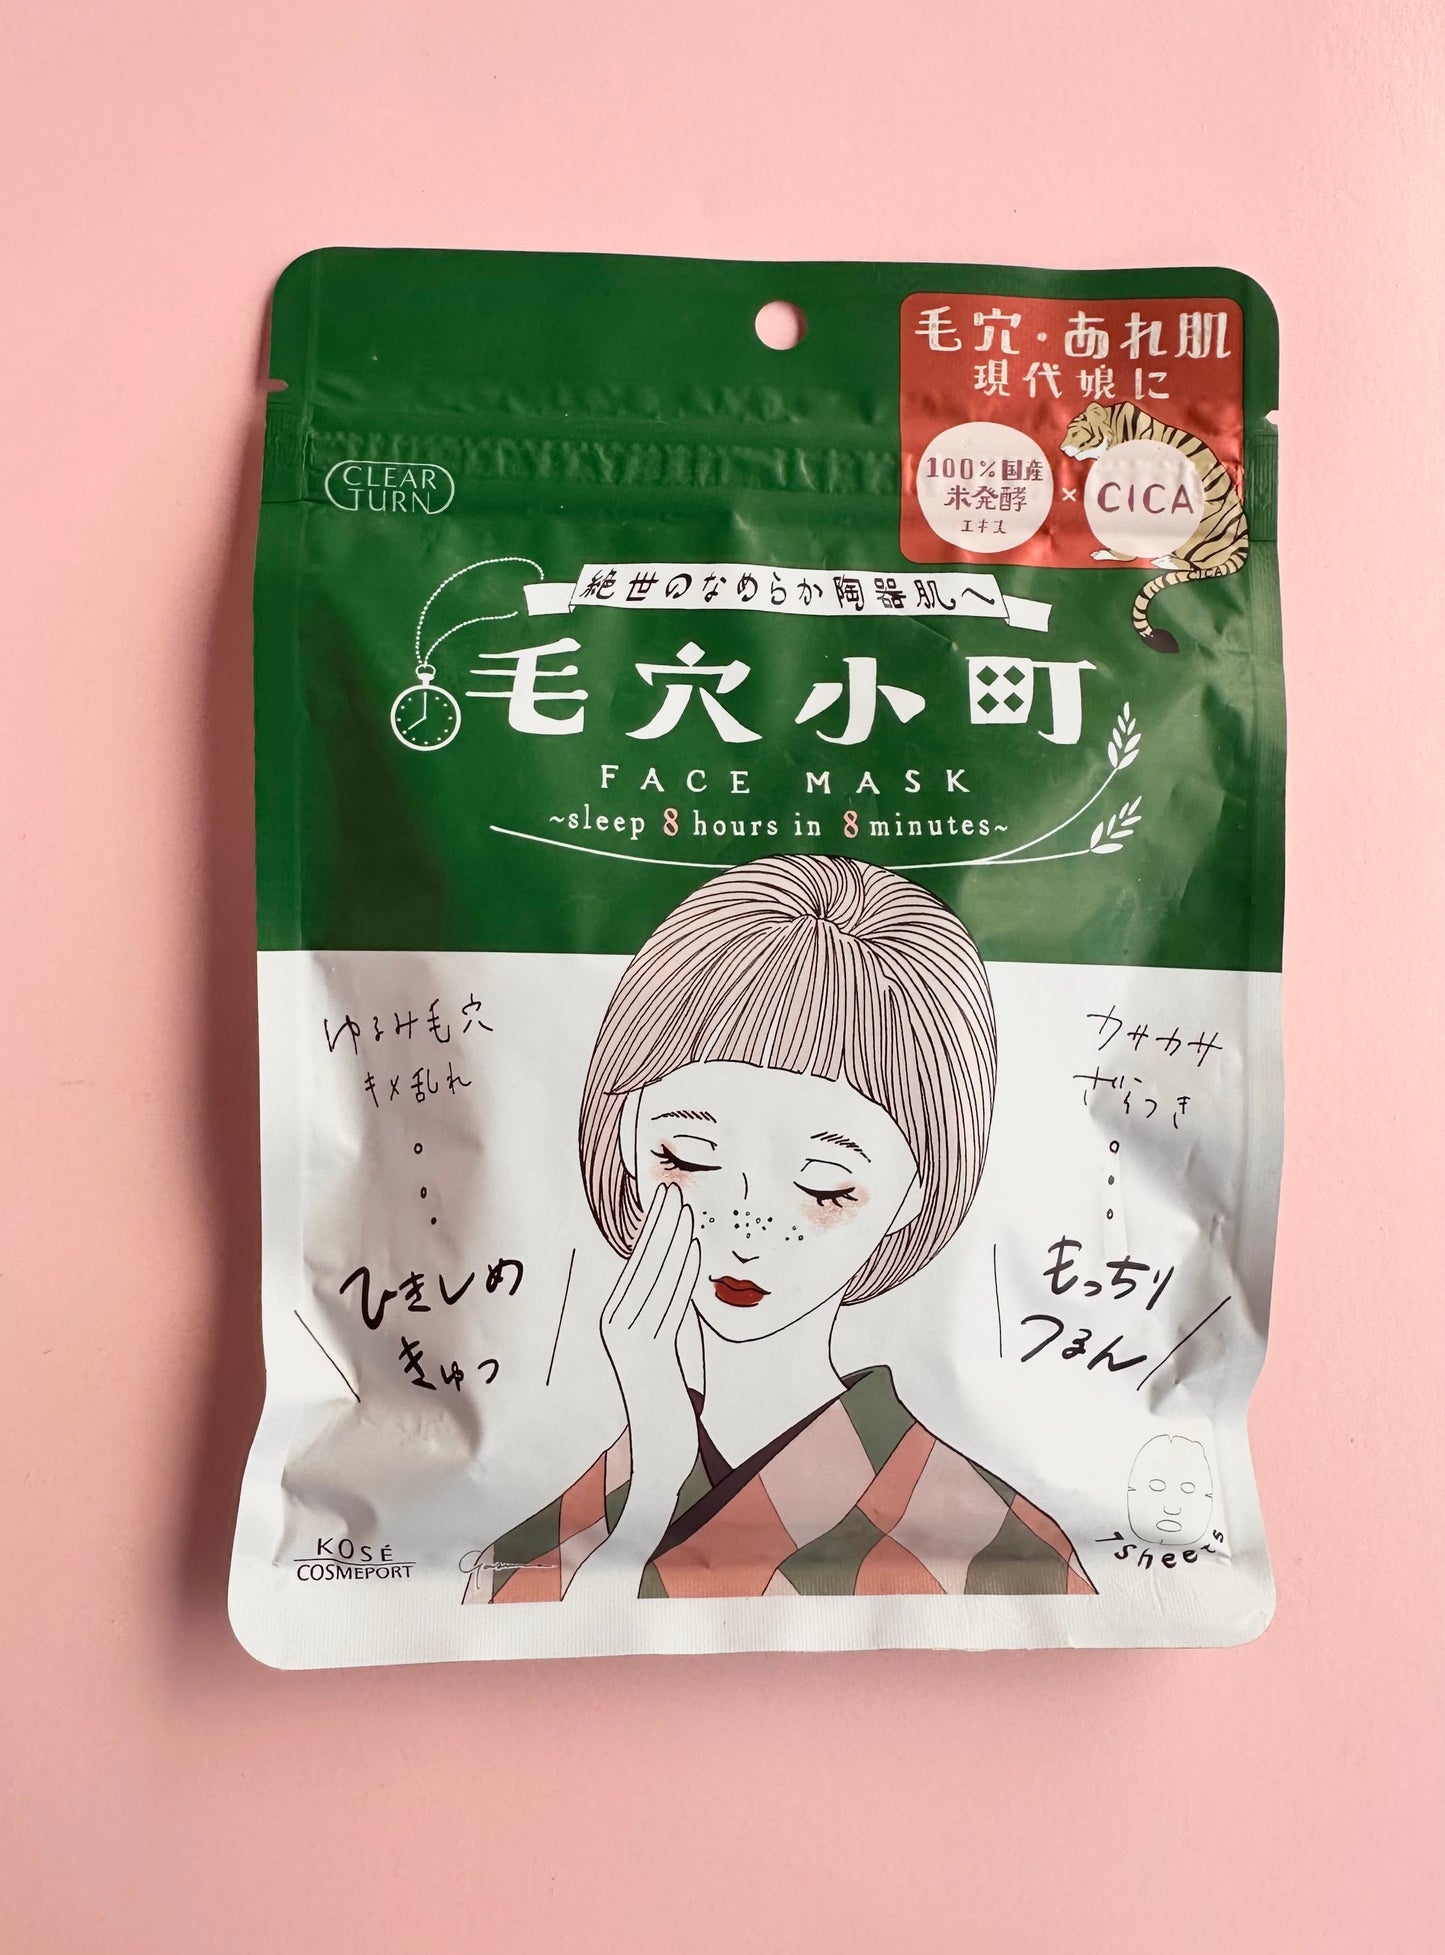 毛穴・あれ肌
現代娘に
100%国産
米発酵
エキス
×
CICA
CICA
CLEAR
TURN
絶世のなめらか陶器肌へ
毛穴小町
FACE MASK
~sleep 8 hours in 8 minutes~
ゆるみ毛穴
キメ乱れ
ひきしめ
きゅっ
カサカサ
ざらつき
もっちり
つるん
7sheets
KOSÉ
COSMEPORT